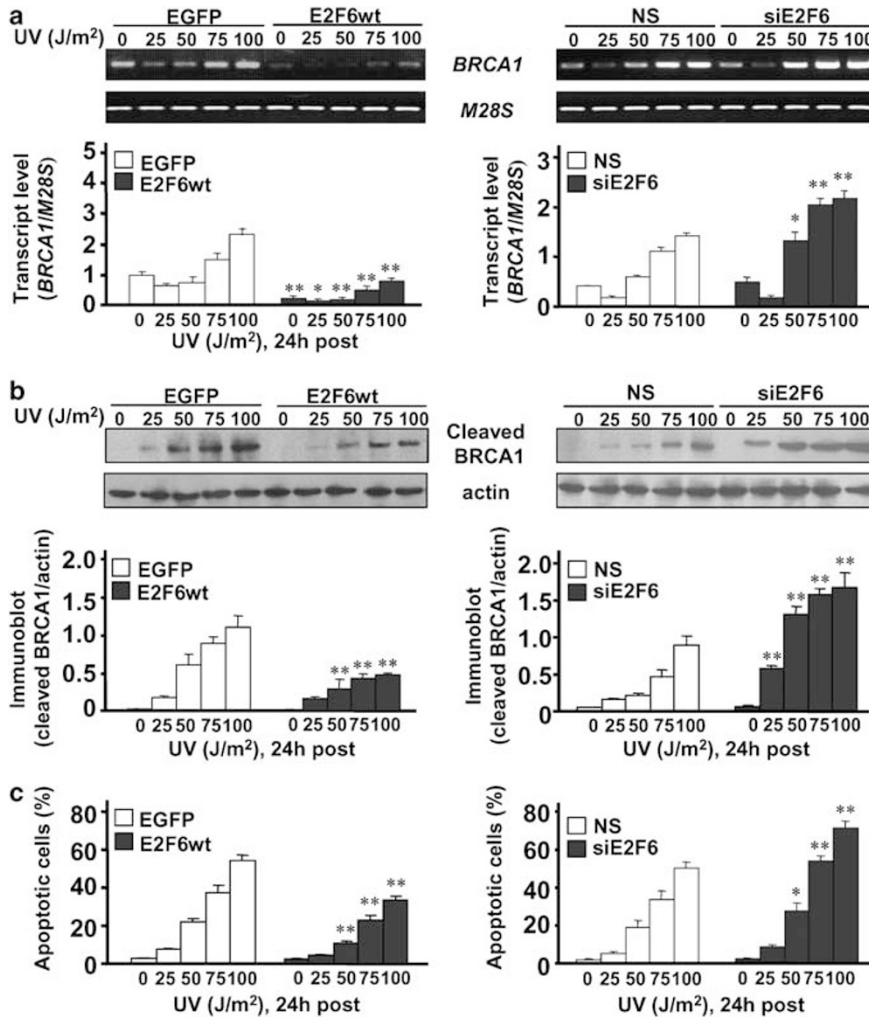 a
EGFP E2F6wt
UV (J/m²) 0 25 50 75 100 0 25 50 75 100
NS siE2F6
0 25 50 75 100 0 25 50 75 100
BRCA1
M28S
Transcript level
(BRCA1/M28S)
5
4
3
2
1
0
EGFP
E2F6wt
** * ** ** **
0 25 50 75 100 0 25 50 75 100
UV (J/m²), 24h post
Transcript level
(BRCA1/M28S)
3
2
1
0
NS
siE2F6
* ** **
0 25 50 75 100 0 25 50 75 100
UV (J/m²), 24h post
b
EGFP E2F6wt
UV (J/m²) 0 25 50 75 100 0 25 50 75 100
NS siE2F6
UV (J/m²) 0 25 50 75 100 0 25 50 75 100
Cleaved
BRCA1
actin
Immunoblot
(cleaved BRCA1/actin)
2.0
1.5
1.0
0.5
0
EGFP
E2F6wt
** ** **
0 25 50 75 100 0 25 50 75 100
UV (J/m²), 24h post
Immunoblot
(cleaved BRCA1/actin)
2.0
1.5
1.0
0.5
0
NS
siE2F6
** ** ** **
0 25 50 75 100 0 25 50 75 100
UV (J/m²), 24h post
c
Apoptotic cells (%)
80
60
40
20
0
EGFP
E2F6wt
** ** **
0 25 50 75 100 0 25 50 75 100
UV (J/m²), 24h post
Apoptotic cells (%)
80
60
40
20
0
NS
siE2F6
* ** **
0 25 50 75 100 0 25 50 75 100
UV (J/m²), 24h post